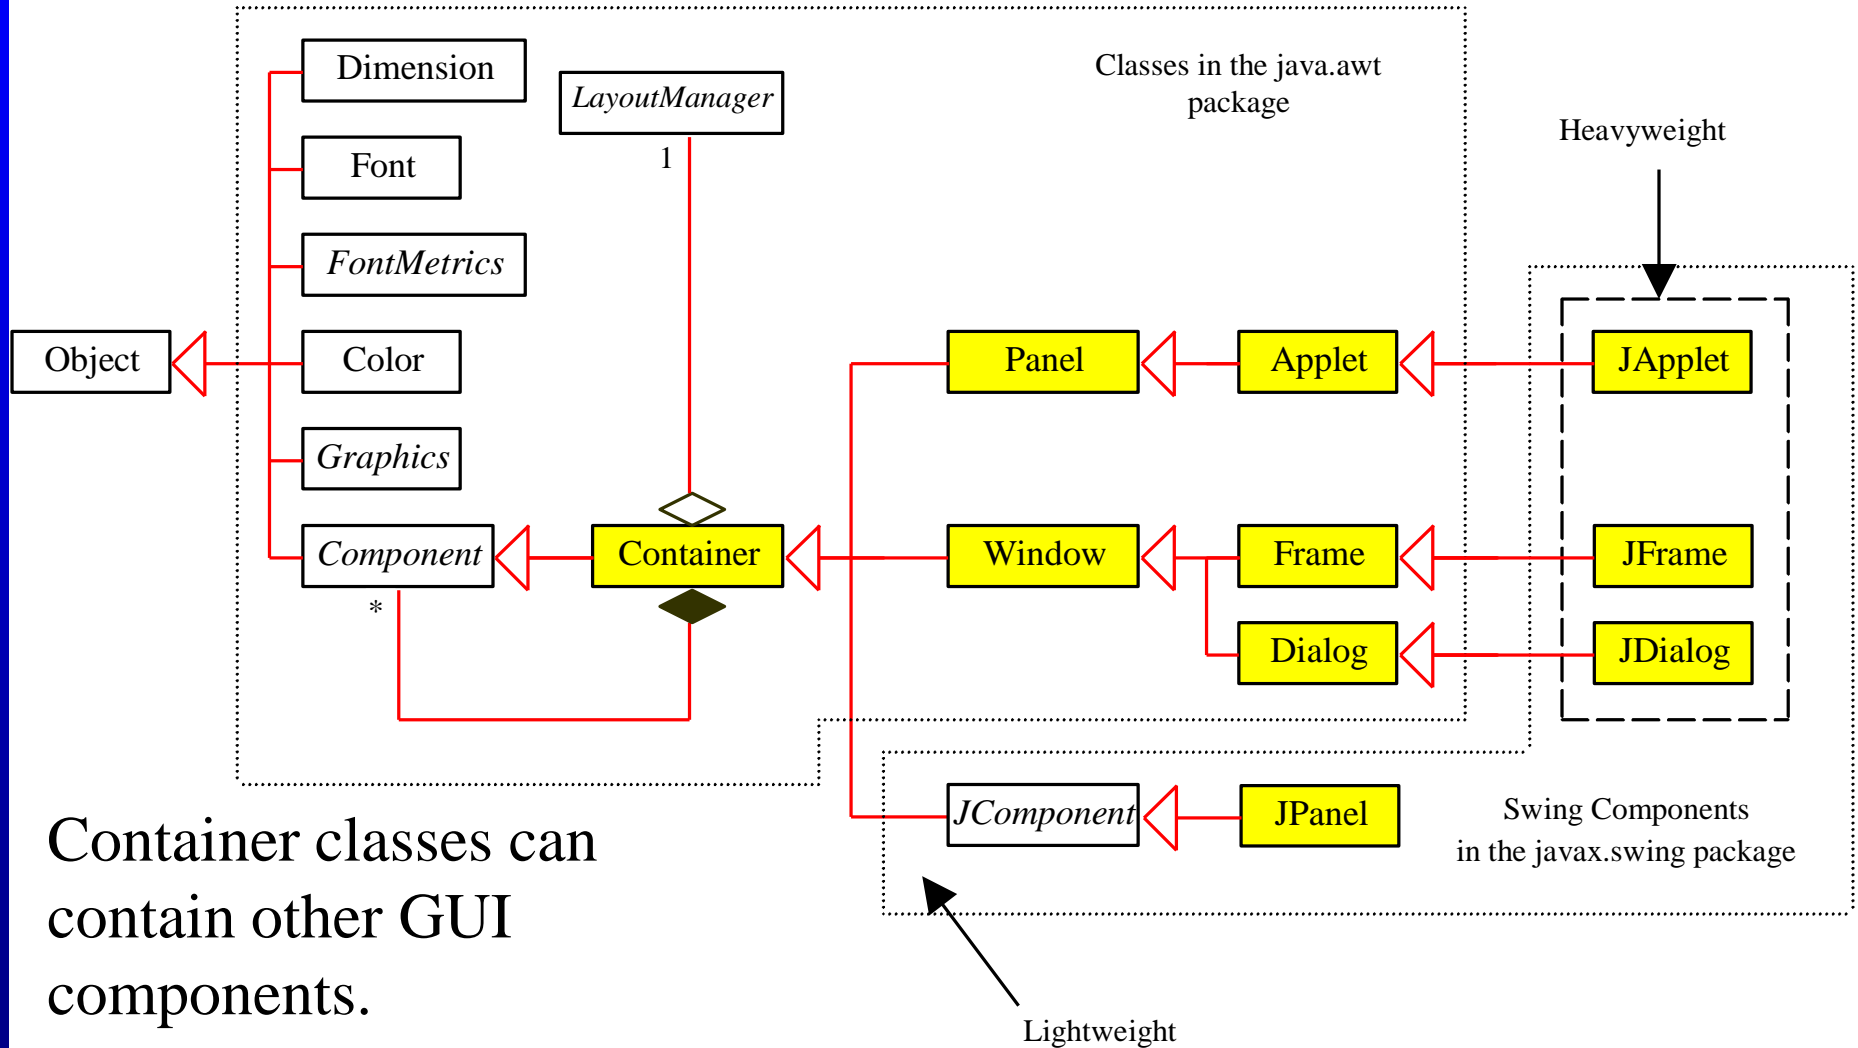 Dimension
LayoutManager
Classes in the java.awt
package
Heavyweight
Font
1
FontMetrics
Object
Color
Panel
Applet
JApplet
Graphics
Component
Container
Window
Frame
JFrame
*
Dialog
JDialog
JComponent
JPanel
Swing Components
in the javax.swing package
Container classes can
contain other GUI
components.
Lightweight